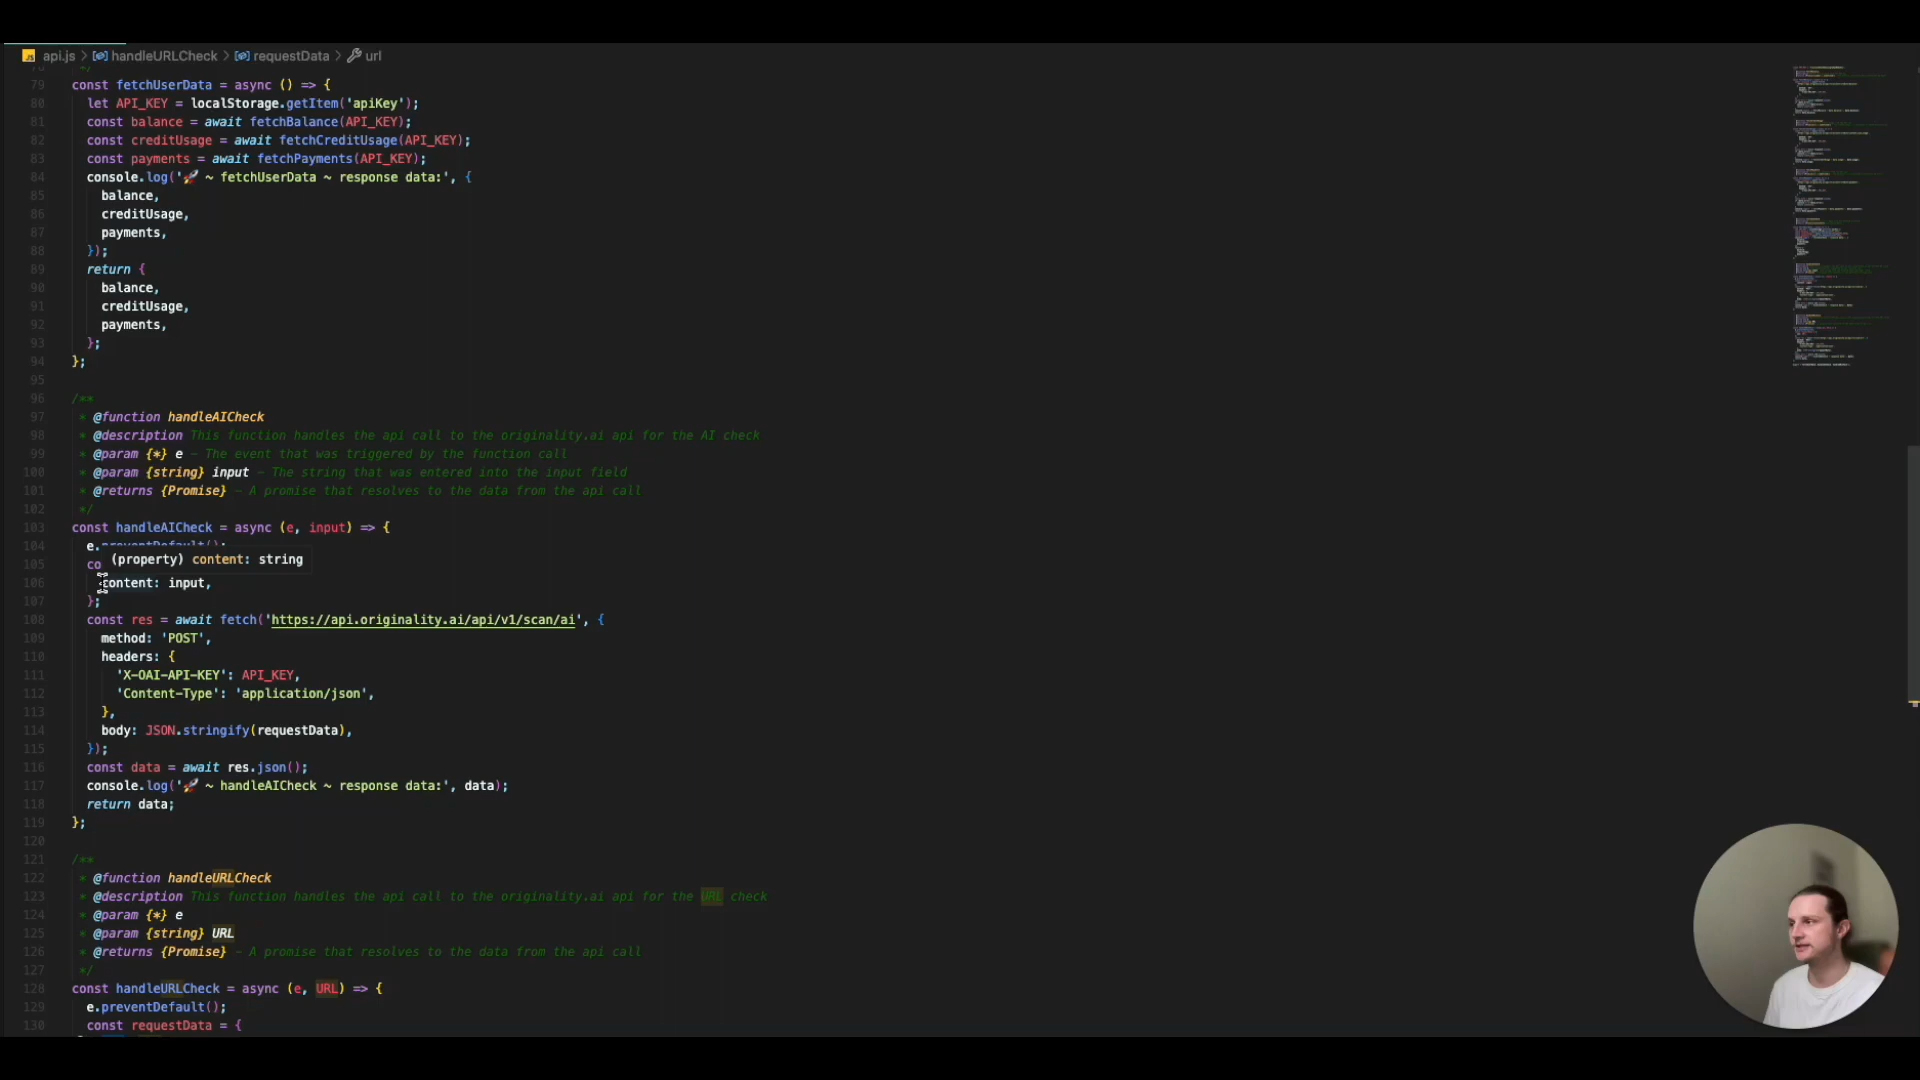 JS api.js > handleURLCheck > requestData > url
78 */
79 const fetchUserData = async () => {
80 let API_KEY = localStorage.getItem('apiKey');
81 const balance = await fetchBalance(API_KEY);
82 const creditUsage = await fetchCreditUsage(API_KEY);
83 const payments = await fetchPayments(API_KEY);
84 console.log('🚀 ~ fetchUserData ~ response data:', {
85 balance,
86 creditUsage,
87 payments,
88 });
89 return {
90 balance,
91 creditUsage,
92 payments,
93 };
94 };
95
96 /**
97 * @function handleAICheck
98 * @description This function handles the api call to the originality.ai api for the AI check
99 * @param {*} e – The event that was triggered by the function call
100 * @param {string} input – The string that was entered into the input field
101 * @returns {Promise} – A promise that resolves to the data from the api call
102 */
103 const handleAICheck = async (e, input) => {
104 e.preventDefault();
105 co
(property) content: string
106 content: input,
107 };
108 const res = await fetch('https://api.originality.ai/api/v1/scan/ai', {
109 method: 'POST',
110 headers: {
111 'X-OAI-API-KEY': API_KEY,
112 'Content-Type': 'application/json',
113 },
114 body: JSON.stringify(requestData),
115 });
116 const data = await res.json();
117 console.log('🚀 ~ handleAICheck ~ response data:', data);
118 return data;
119 };
120
121 /**
122 * @function handleURLCheck
123 * @description This function handles the api call to the originality.ai api for the URL check
124 * @param {*} e
125 * @param {string} URL
126 * @returns {Promise} – A promise that resolves to the data from the api call
127 */
128 const handleURLCheck = async (e, URL) => {
129 e.preventDefault();
130 const requestData = {